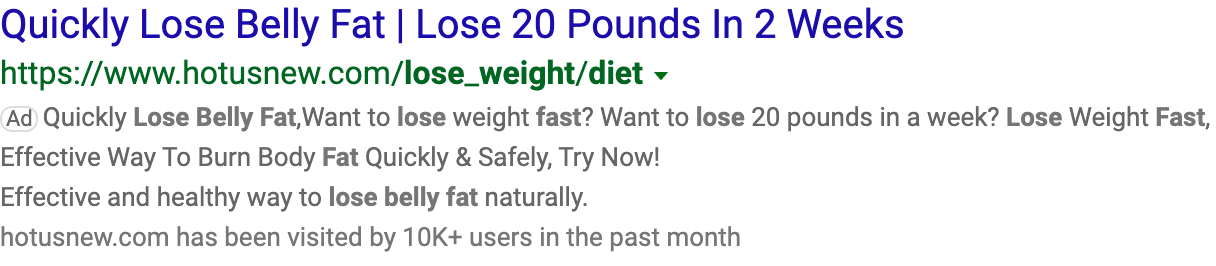 Quickly Lose Belly Fat | Lose 20 Pounds In 2 Weeks
https://www.hotusnew.com/lose_weight/diet
Ad Quickly Lose Belly Fat,Want to lose weight fast? Want to lose 20 pounds in a week? Lose Weight Fast,
Effective Way To Burn Body Fat Quickly & Safely, Try Now!
Effective and healthy way to lose belly fat naturally.
hotusnew.com has been visited by 10K+ users in the past month